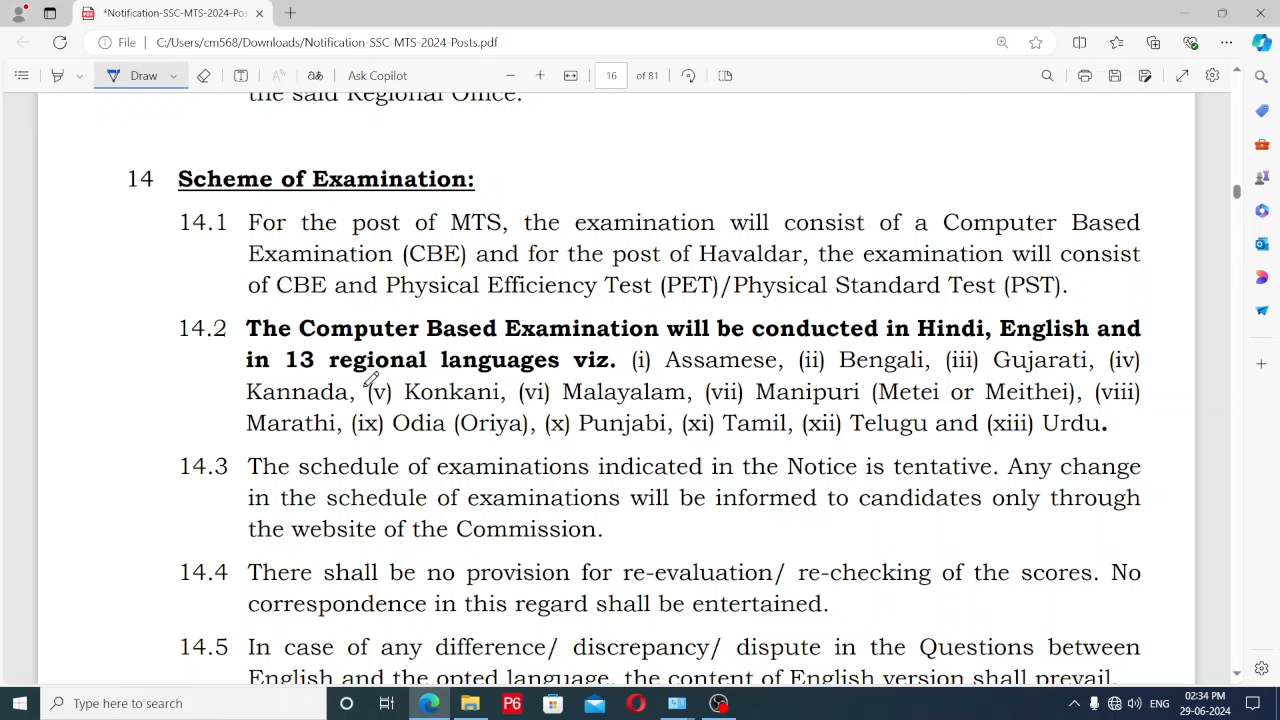 *Notification-SSC-MTS-2024-Pos
File C:/Users/cm568/Downloads/Notification-SSC-MTS-2024-Posts.pdf
Draw Ask Copilot 16 of 81
the said Regional Office.
14 Scheme of Examination:
14.1 For the post of MTS, the examination will consist of a Computer Based
Examination (CBE) and for the post of Havaldar, the examination will consist
of CBE and Physical Efficiency Test (PET)/Physical Standard Test (PST).
14.2 The Computer Based Examination will be conducted in Hindi, English and
in 13 regional languages viz. (i) Assamese, (ii) Bengali, (iii) Gujarati, (iv)
Kannada, (v) Konkani, (vi) Malayalam, (vii) Manipuri (Metei or Meithei), (viii)
Marathi, (ix) Odia (Oriya), (x) Punjabi, (xi) Tamil, (xii) Telugu and (xiii) Urdu.
14.3 The schedule of examinations indicated in the Notice is tentative. Any change
in the schedule of examinations will be informed to candidates only through
the website of the Commission.
14.4 There shall be no provision for re-evaluation/ re-checking of the scores. No
correspondence in this regard shall be entertained.
14.5 In case of any difference/ discrepancy/ dispute in the Questions between
English and the opted language, the content of English version shall prevail.
Type here to search
P6
ENG
02:34 PM
29-06-2024